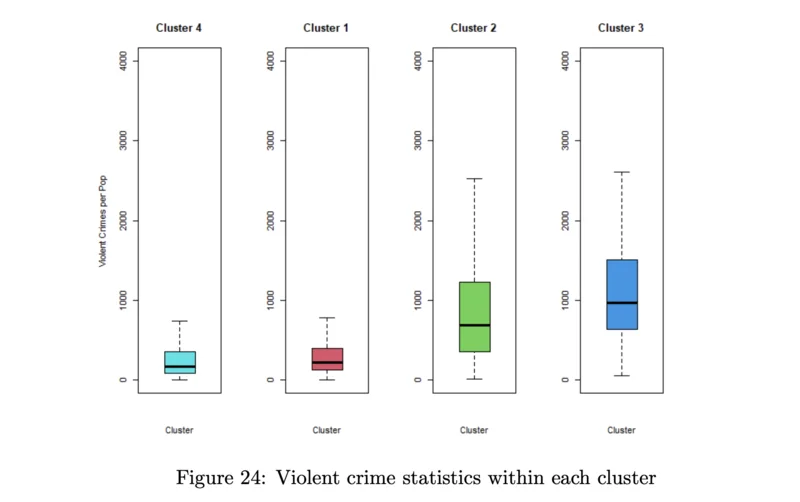 Cluster 4
Cluster 1
Cluster 2
Cluster 3
Violent Crimes per Pop
4000
3000
2000
1000
0
4000
3000
2000
1000
0
4000
3000
2000
1000
0
4000
3000
2000
1000
0
Cluster
Cluster
Cluster
Cluster
Figure 24: Violent crime statistics within each cluster